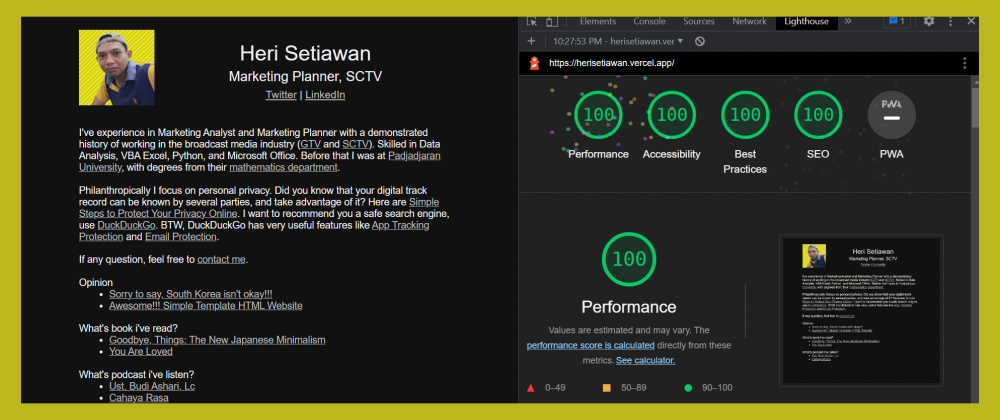 Heri Setiawan
Marketing Planner, SCTV
Twitter | LinkedIn
I've experience in Marketing Analyst and Marketing Planner with a demonstrated
history of working in the broadcast media industry (GTV and SCTV). Skilled in Data
Analysis, VBA Excel, Python, and Microsoft Office. Before that I was at Padjadjaran
University, with degrees from their mathematics department.
Philanthropically I focus on personal privacy. Did you know that your digital track
record can be known by several parties, and take advantage of it? Here are Simple
Steps to Protect Your Privacy Online. I want to recommend you a safe search engine,
use DuckDuckGo. BTW, DuckDuckGo has very useful features like App Tracking
Protection and Email Protection.
If any question, feel free to contact me.
Opinion
• Sorry to say, South Korea isn't okay!!!
• Awesome!!! Simple Template HTML Website
What's book i've read?
• Goodbye, Things: The New Japanese Minimalism
• You Are Loved
What's podcast i've listen?
• Ust. Budi Ashari, Lc
• Cahaya Rasa
Elements Console Sources Network Lighthouse » 1
+ 10:27:53 PM - herisetiawan.ver ▼
https://herisetiawan.vercel.app/
100 100 100 100 PWA
Performance Accessibility Best Practices SEO PWA
100
Performance
Values are estimated and may vary. The
performance score is calculated directly from these
metrics. See calculator.
0–49 50–89 90–100
Heri Setiawan
Marketing Planner, SCTV